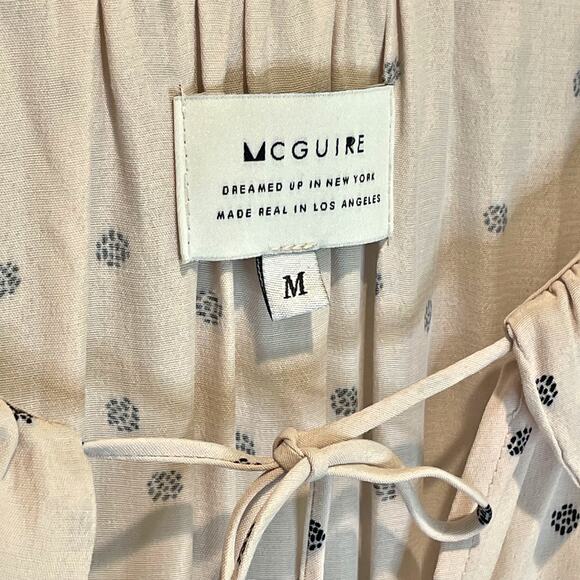 MCGUIRE
DREAMED UP IN NEW YORK
MADE REAL IN LOS ANGELES
M